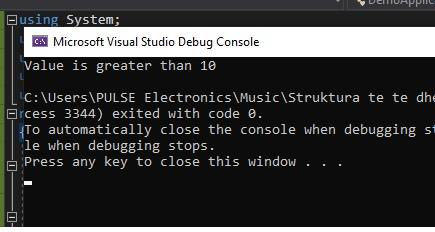 DemoApplic
using System;
Microsoft Visual Studio Debug Console
Value is greater than 10
C:\Users\PULSE Electronics\Music\Struktura te te dhe
cess 3344) exited with code 0.
To automatically close the console when debugging st
le when debugging stops.
Press any key to close this window . . .